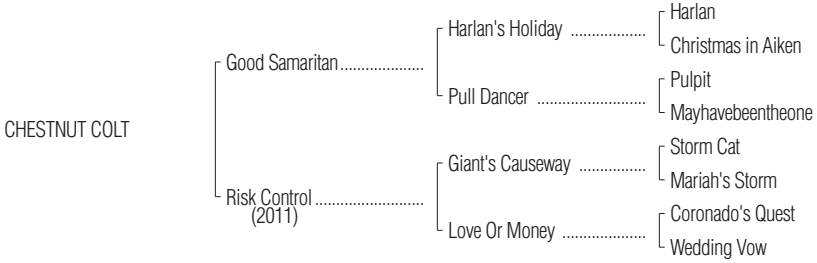 Harlan
Harlan's Holiday ....................
Christmas in Aiken
Good Samaritan ....................
Pulpit
Pull Dancer ..........................
Mayhavebeentheone
CHESTNUT COLT
Storm Cat
Giant's Causeway ................
Mariah's Storm
Risk Control ..........................
(2011)
Coronado's Quest
Love Or Money ....................
Wedding Vow